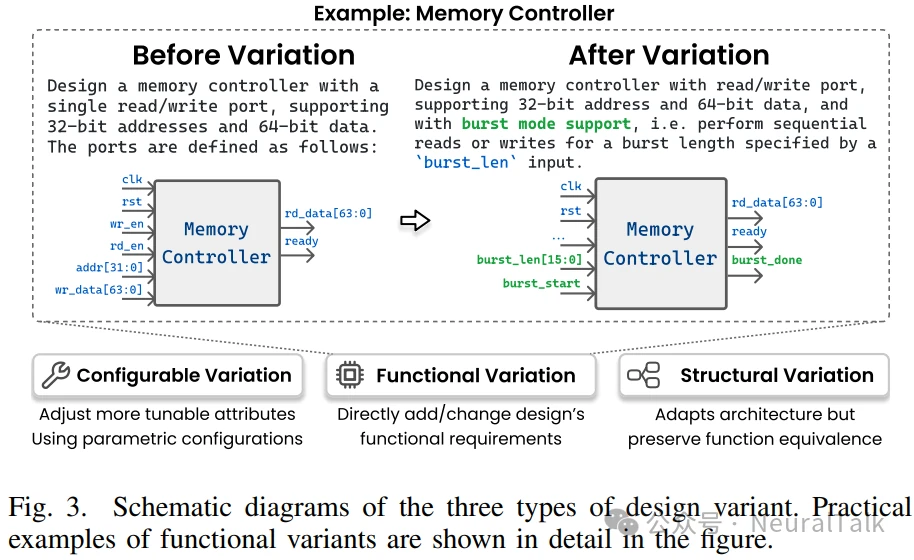 Example: Memory Controller
Before Variation
Design a memory controller with a
single read/write port, supporting
32-bit addresses and 64-bit data.
The ports are defined as follows:
clk
rst
wr_en
rd_en
addr[31:0]
wr_data[63:0]
Memory
Controller
rd_data[63:0]
ready
After Variation
Design a memory controller with read/write port,
supporting 32-bit address and 64-bit data, and
with burst mode support, i.e. perform sequential
reads or writes for a burst length specified by a
`burst_len` input.
clk
rst
...
burst_len[15:0]
burst_start
Memory
Controller
rd_data[63:0]
ready
burst_done
Configurable Variation
Adjust more tunable attributes
Using parametric configurations
Functional Variation
Directly add/change design's
functional requirements
Structural Variation
Adapts architecture but
preserve function equivalence
Fig. 3. Schematic diagrams of the three types of design variant. Practical
examples of functional variants are shown in detail in the figure.
公众号 · NeuralTalk